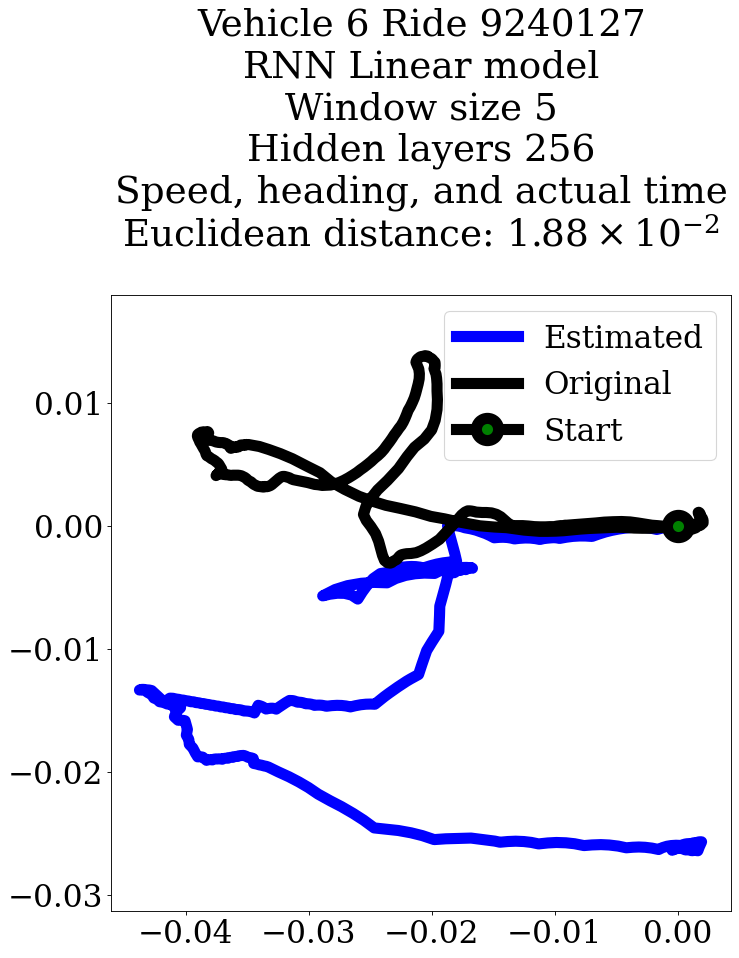 Vehicle 6 Ride 9240127
RNN Linear model
Window size 5
Hidden layers 256
Speed, heading, and actual time
Euclidean distance: 1.88 × 10⁻²
Estimated
Original
Start
0.01
0.00
−0.01
−0.02
−0.03
−0.04 −0.03 −0.02 −0.01 0.00